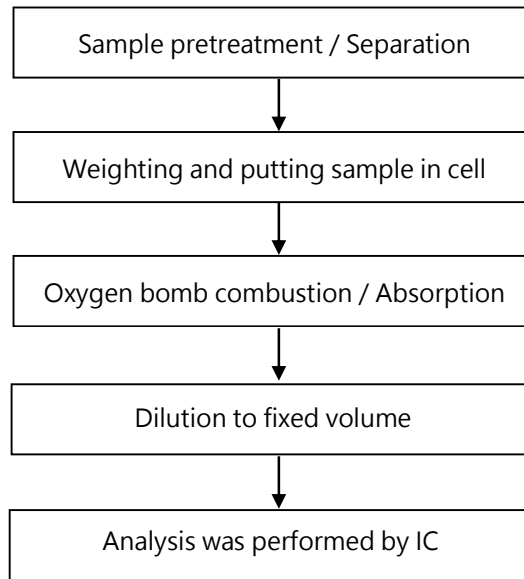 Sample pretreatment / Separation
Weighting and putting sample in cell
Oxygen bomb combustion / Absorption
Dilution to fixed volume
Analysis was performed by IC